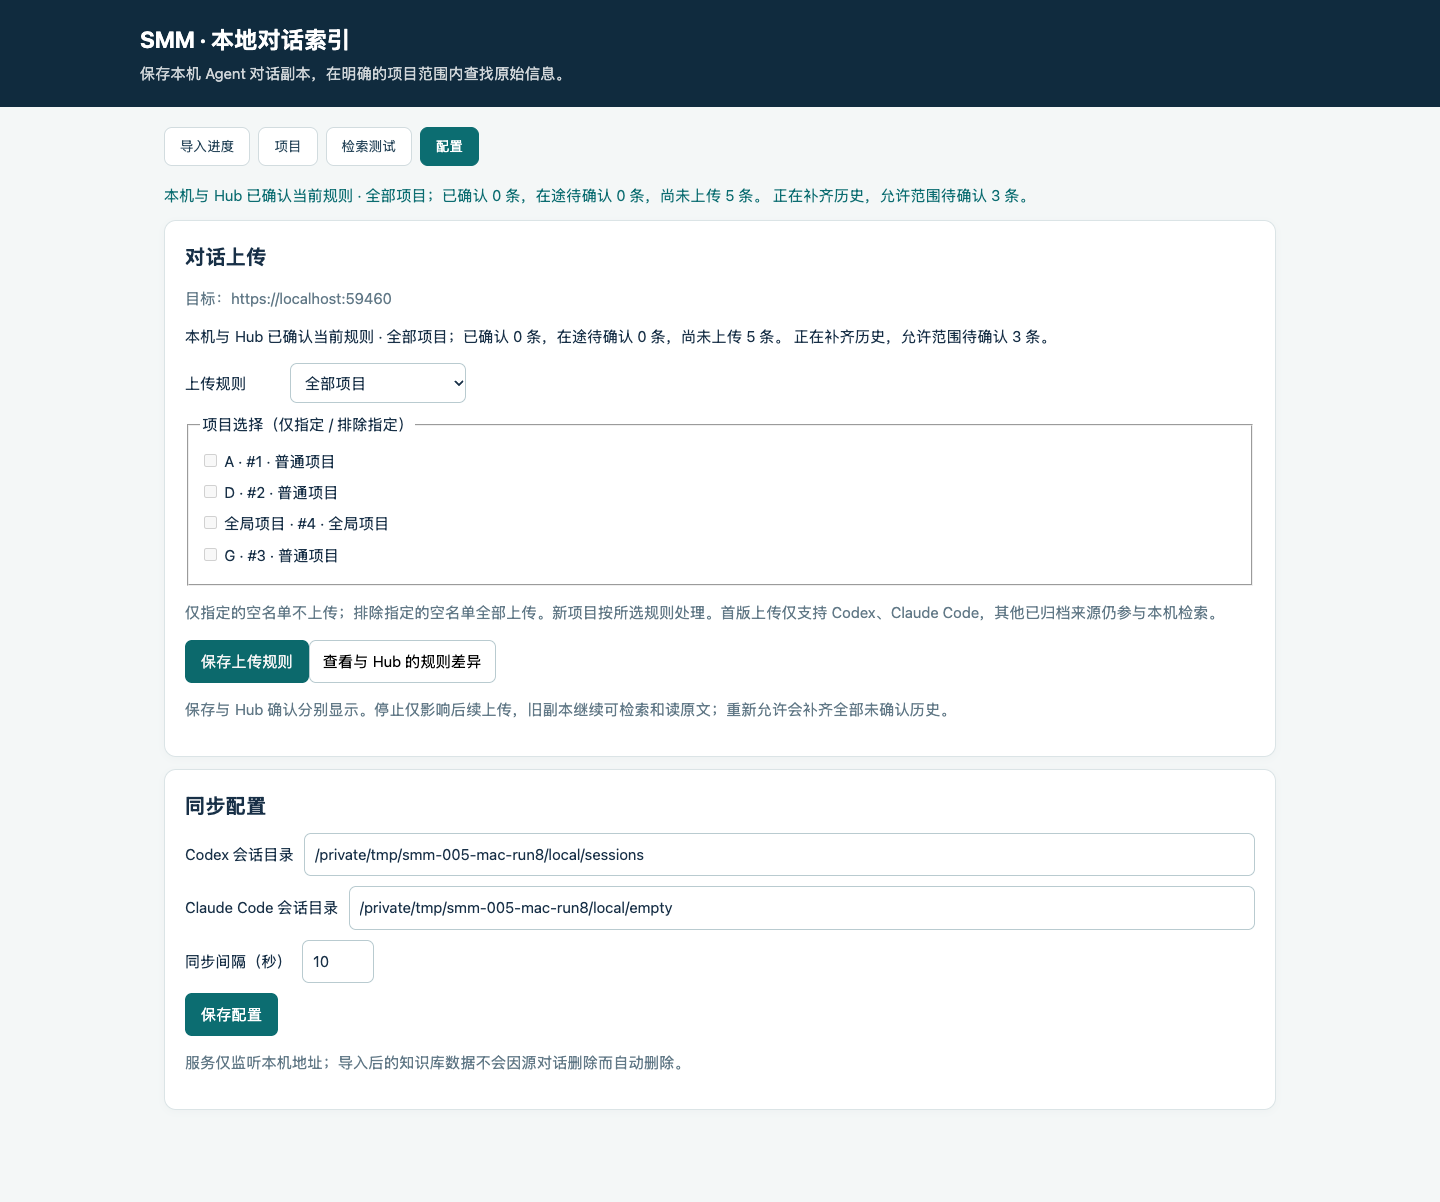 SMM · 本地对话索引
保存本机 Agent 对话副本，在明确的项目范围内查找原始信息。
导入进度 项目 检索测试 配置
本机与 Hub 已确认当前规则 · 全部项目；已确认 0 条，在途待确认 0 条，尚未上传 5 条。 正在补齐历史，允许范围待确认 3 条。
对话上传
目标：https://localhost:59460
本机与 Hub 已确认当前规则 · 全部项目；已确认 0 条，在途待确认 0 条，尚未上传 5 条。 正在补齐历史，允许范围待确认 3 条。
上传规则 全部项目
项目选择（仅指定 / 排除指定）
A · #1 · 普通项目
D · #2 · 普通项目
全局项目 · #4 · 全局项目
G · #3 · 普通项目
仅指定的空名单不上传；排除指定的空名单全部上传。新项目按所选规则处理。首版上传仅支持 Codex、Claude Code，其他已归档来源仍参与本机检索。
保存上传规则 查看与 Hub 的规则差异
保存与 Hub 确认分别显示。停止仅影响后续上传，旧副本继续可检索和读原文；重新允许会补齐全部未确认历史。
同步配置
Codex 会话目录 /private/tmp/smm-005-mac-run8/local/sessions
Claude Code 会话目录 /private/tmp/smm-005-mac-run8/local/empty
同步间隔（秒） 10
保存配置
服务仅监听本机地址；导入后的知识库数据不会因源对话删除而自动删除。